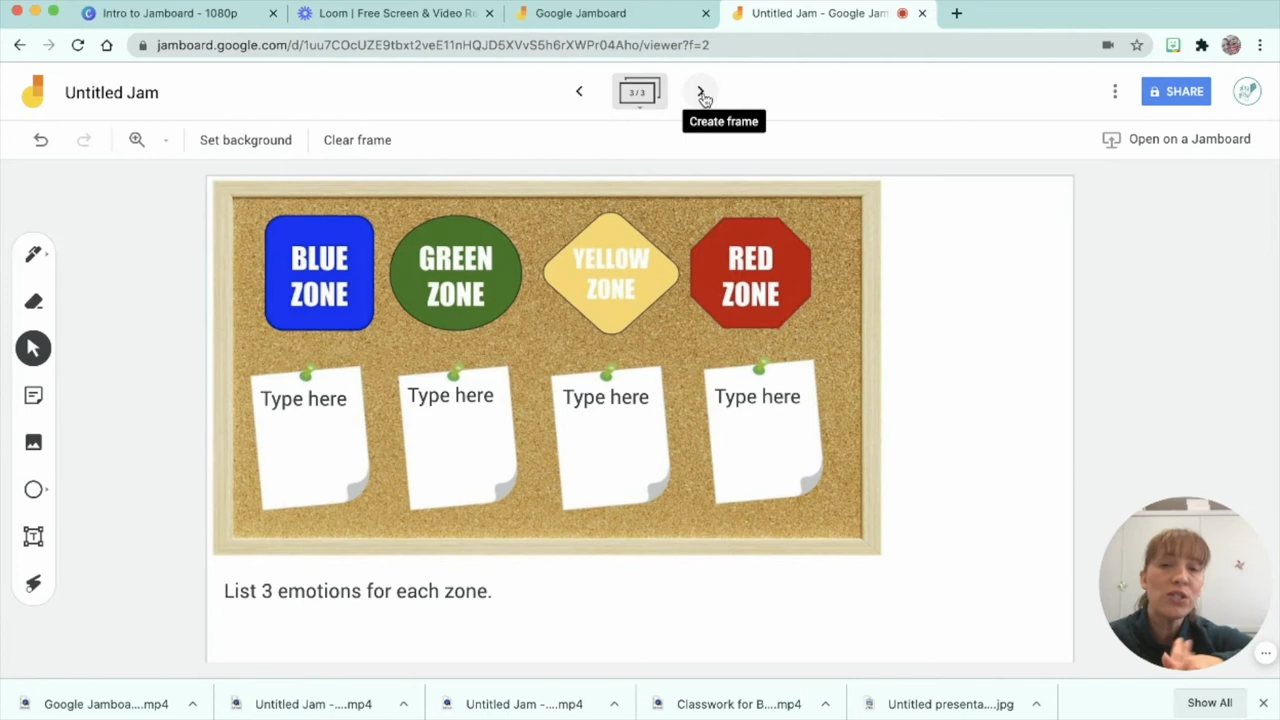 Intro to Jamboard - 1080p
Loom | Free Screen & Video Re
Google Jamboard
Untitled Jam - Google Jam
jamboard.google.com/d/1uu7COcUZE9tbxt2veE11nHQJD5XVvS5h6rXWPr04Aho/viewer?f=2
Untitled Jam
3 / 3
SHARE
Create frame
Set background
Clear frame
Open on a Jamboard
BLUE
ZONE
GREEN
ZONE
YELLOW
ZONE
RED
ZONE
Type here
Type here
Type here
Type here
List 3 emotions for each zone.
Google Jamboa....mp4
Untitled Jam -....mp4
Untitled Jam -....mp4
Classwork for B....mp4
Untitled presenta....jpg
Show All